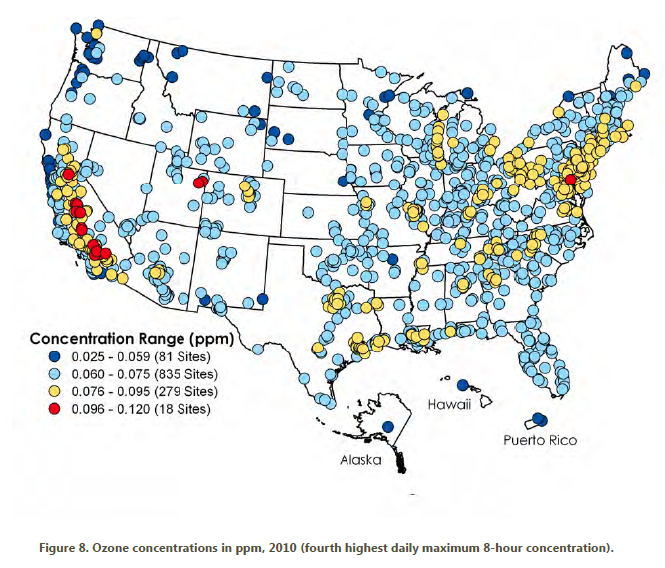 Concentration Range (ppm)
0.025 - 0.059 (81 Sites)
0.060 - 0.075 (835 Sites)
0.076 - 0.095 (279 Sites)
0.096 - 0.120 (18 Sites)
Hawaii
Puerto Rico
Alaska
Figure 8. Ozone concentrations in ppm, 2010 (fourth highest daily maximum 8-hour concentration).